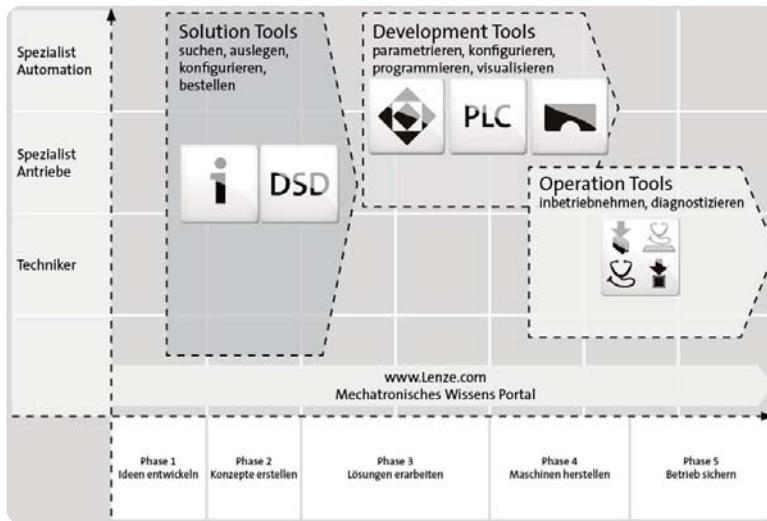 Spezialist
Automation
Spezialist
Antriebe
Techniker
Solution Tools
suchen, auslegen,
konfigurieren,
bestellen
DSD
Development Tools
parametrieren, konfigurieren,
programmieren, visualisieren
PLC
Operation Tools
inbetriebnehmen, diagnostizieren
www.Lenze.com
Mechatronisches Wissens Portal
Phase 1
Ideen entwickeln
Phase 2
Konzepte erstellen
Phase 3
Lösungen erarbeiten
Phase 4
Maschinen herstellen
Phase 5
Betrieb sichern